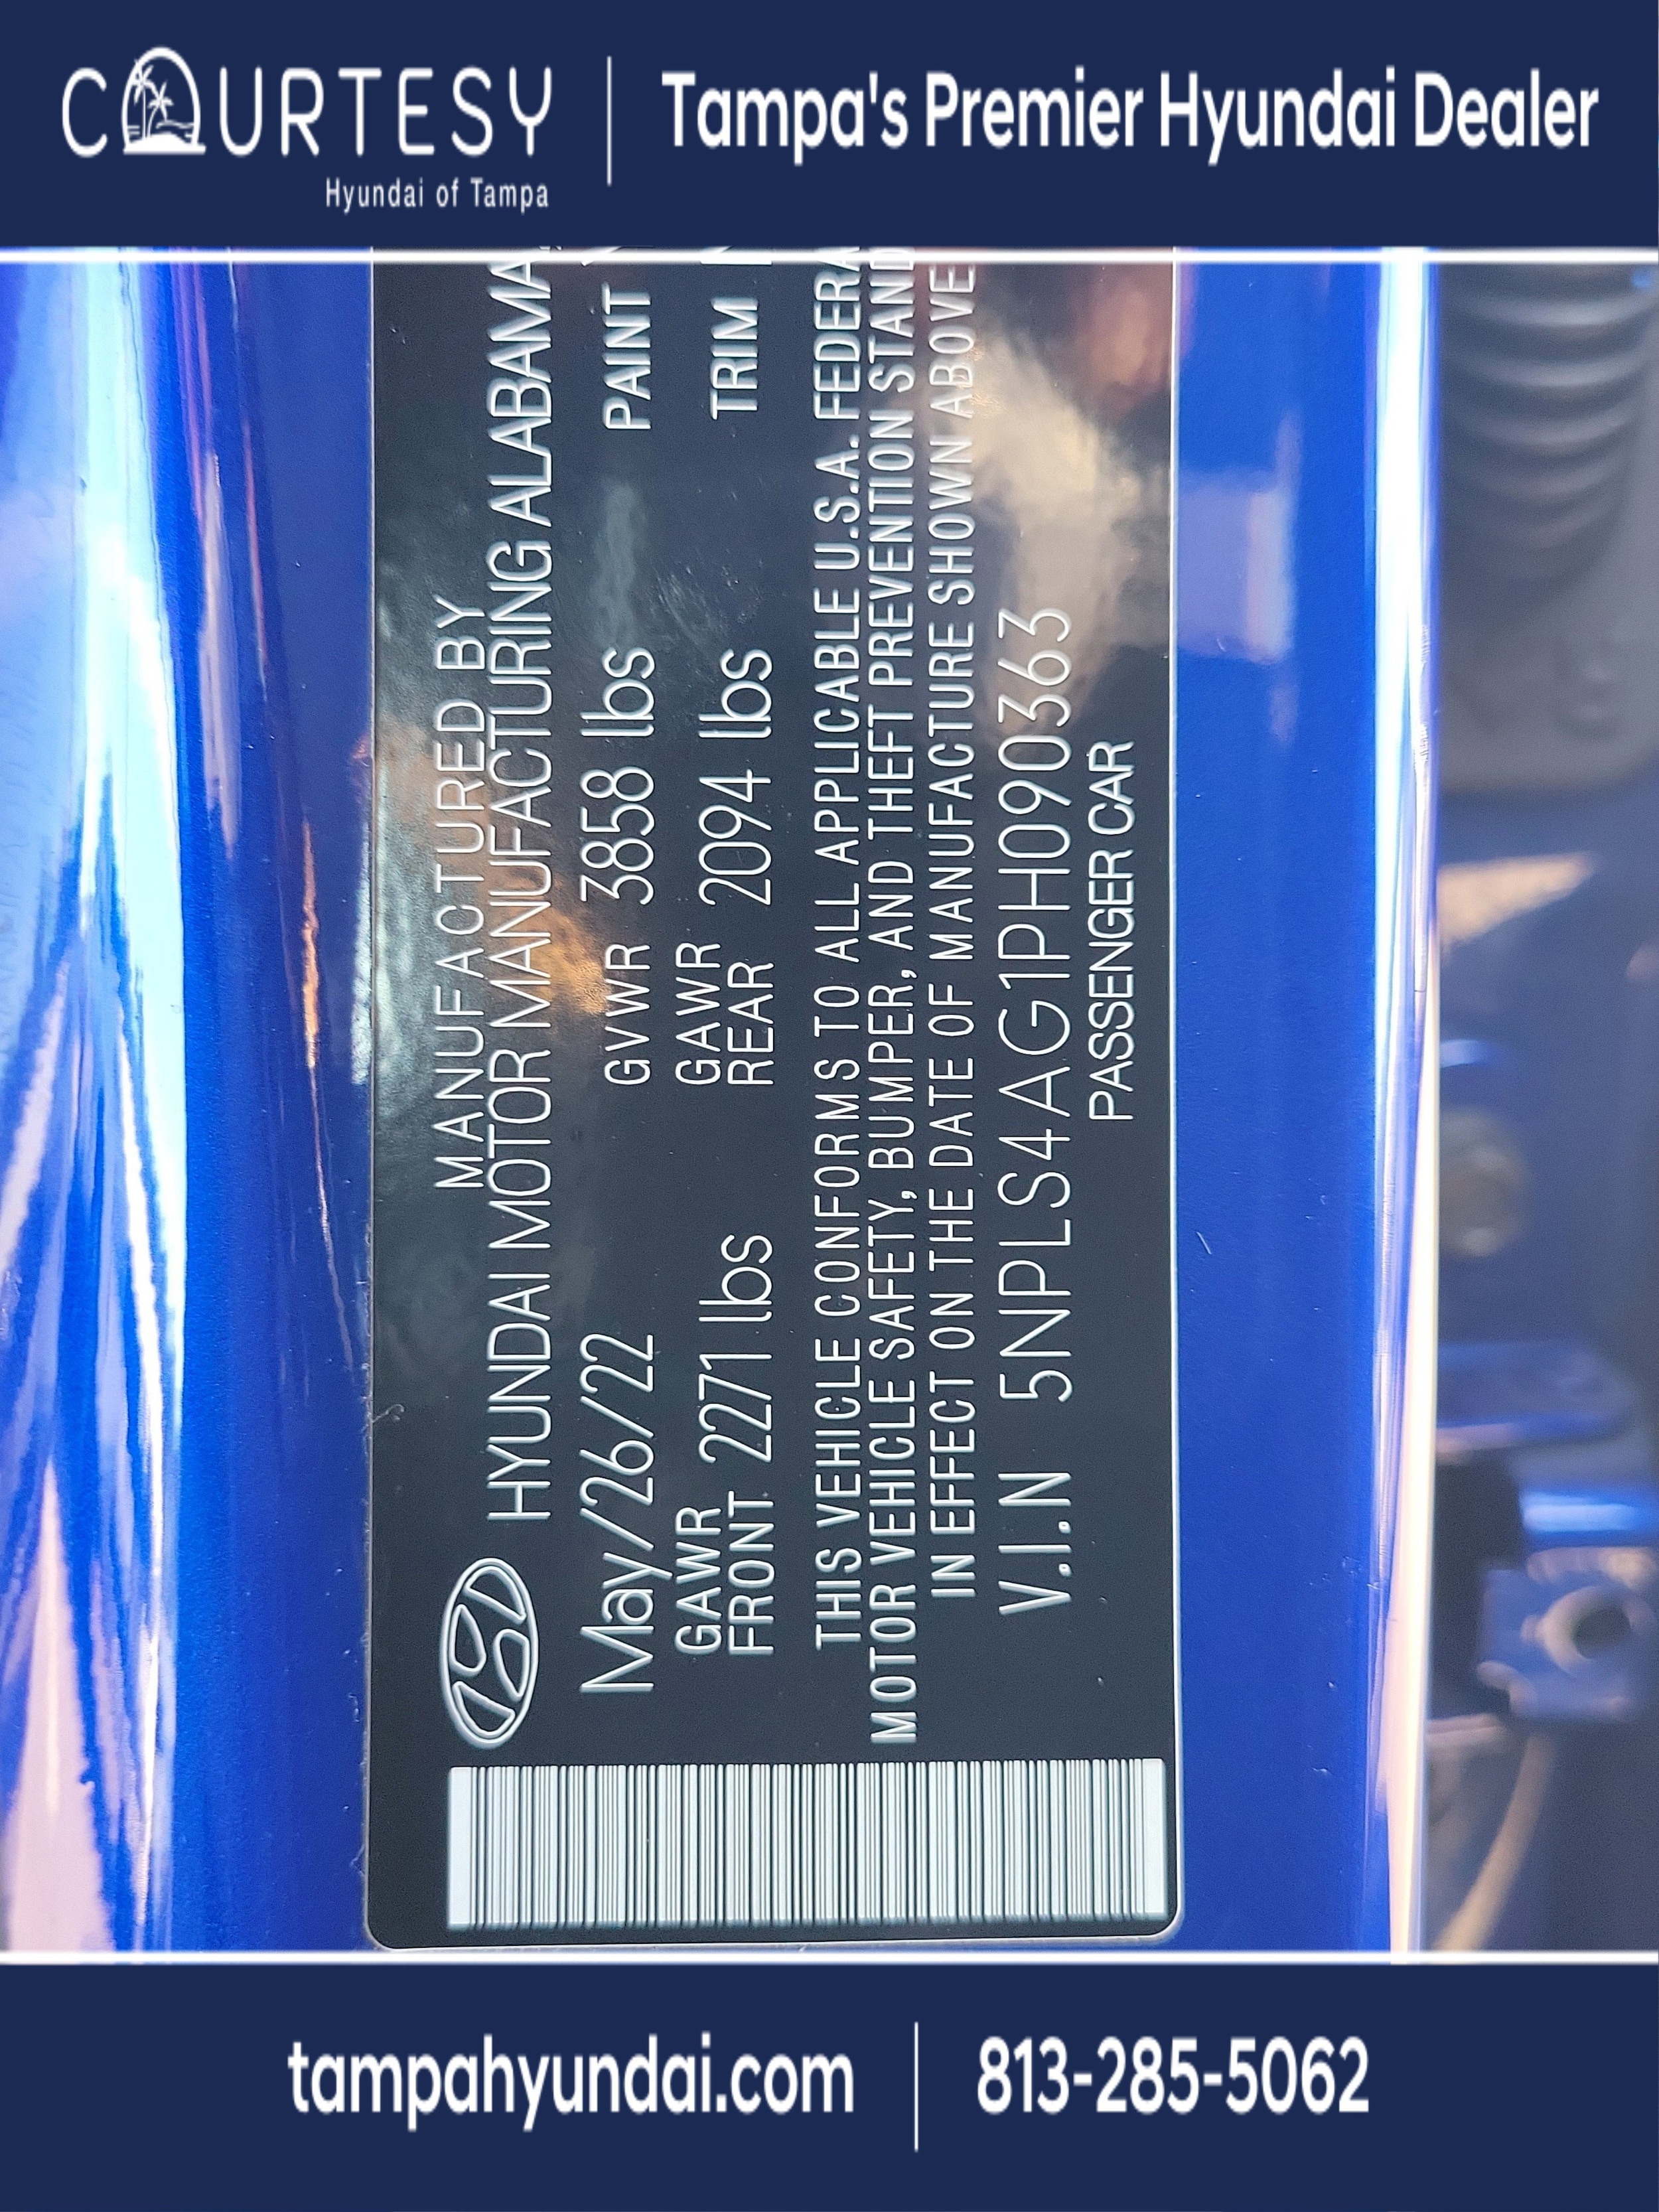 COURTESY
Hyundai of Tampa
Tampa's Premier Hyundai Dealer
MANUFACTURED BY
HYUNDAI MOTOR MANUFACTURING ALABAMA,
May/26/22 GVWR 3858 lbs PAINT
GAWR FRONT 2271 lbs GAWR REAR 2094 lbs TRIM
THIS VEHICLE CONFORMS TO ALL APPLICABLE U.S.A. FEDERA
MOTOR VEHICLE SAFETY, BUMPER, AND THEFT PREVENTION STAND
IN EFFECT ON THE DATE OF MANUFACTURE SHOWN ABOVE
V.I.N 5NPLS4AG1PH090363
PASSENGER CAR
tampahyundai.com
813-285-5062